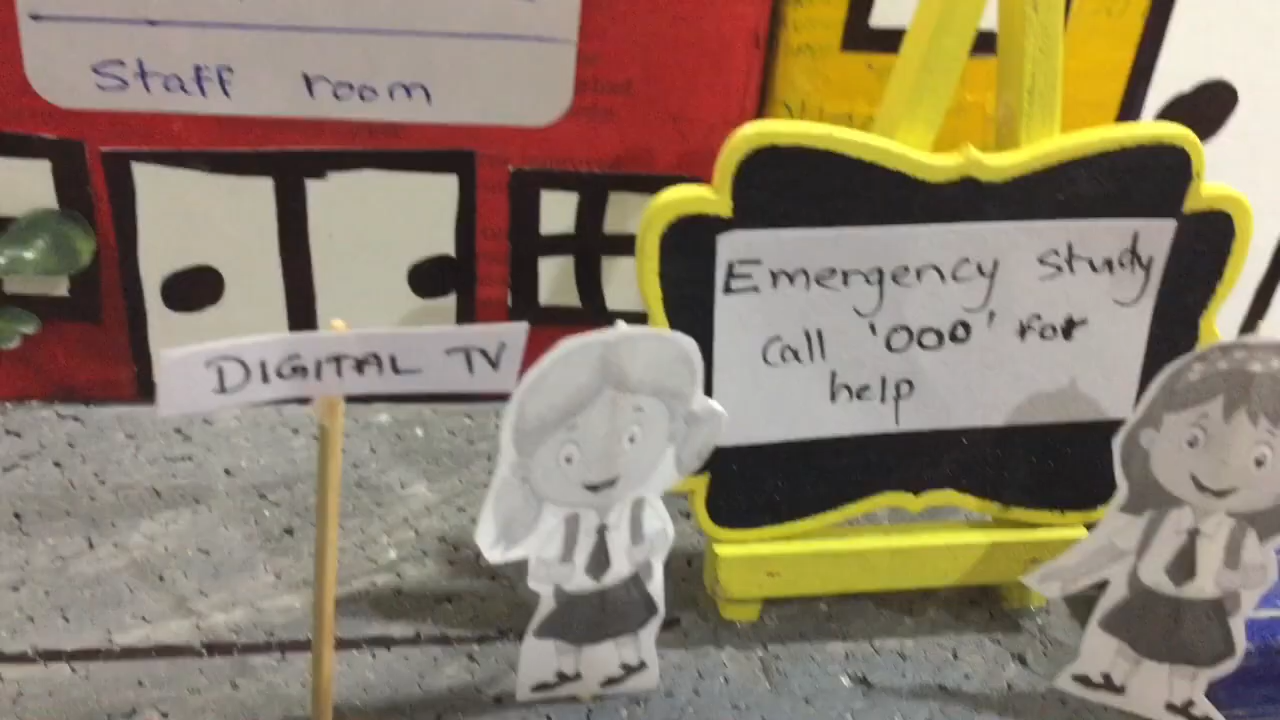 Staff room
DIGITAL TV
Emergency study
Call '000' for
help